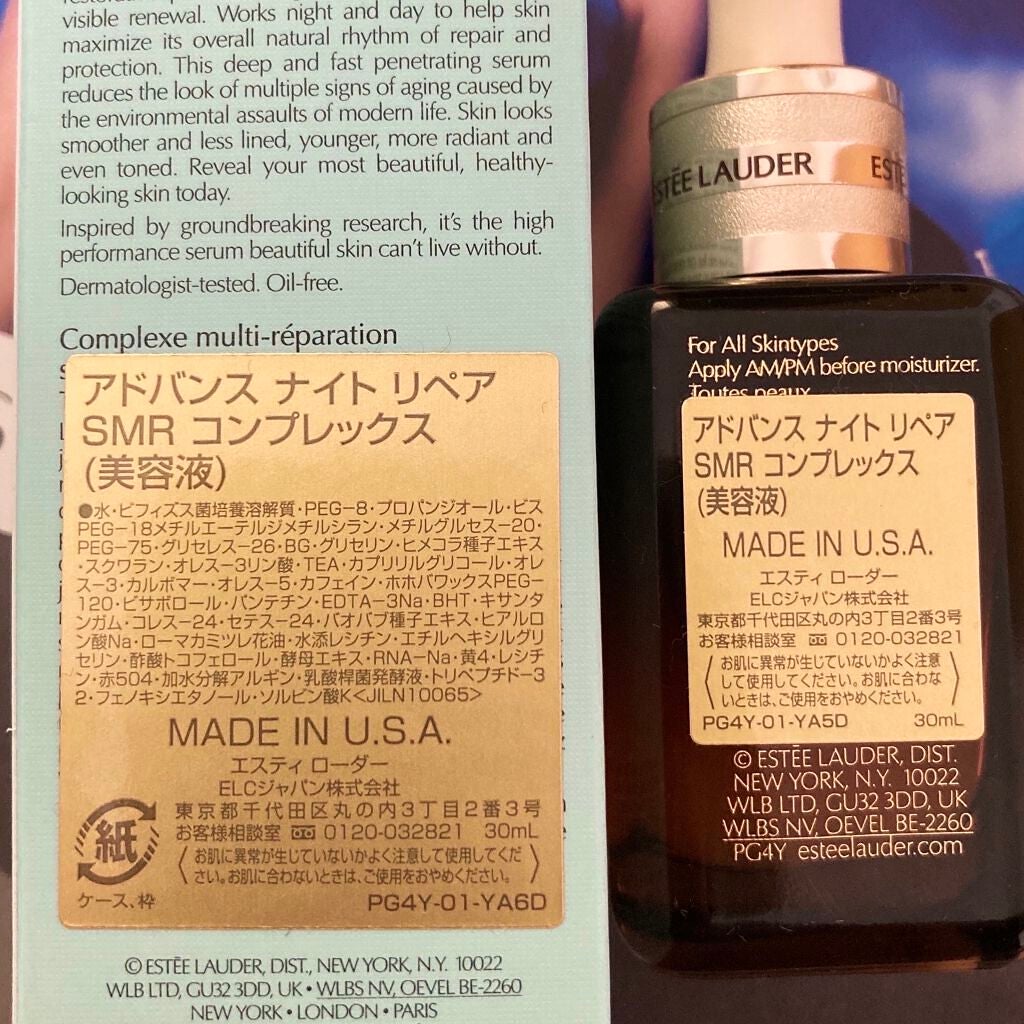 visible renewal. Works night and day to help skin
maximize its overall natural rhythm of repair and
protection. This deep and fast penetrating serum
reduces the look of multiple signs of aging caused by
the environmental assaults of modern life. Skin looks
smoother and less lined, younger, more radiant and
even toned. Reveal your most beautiful, healthy-
looking skin today.
Inspired by groundbreaking research, it's the high
performance serum beautiful skin can't live without.
Dermatologist-tested. Oil-free.
Complexe multi-réparation
アドバンス ナイト リペア
SMR コンプレックス
(美容液)
●水・ビフィズス菌培養溶解質・PEG-8・プロパンジオール・ビス
PEG-18メチルエーテルジメチルシラン・メチルグルセス-20・
PEG-75・グリセレス-26・BG・グリセリン・ヒメコラ種子エキス
・スクワラン・オレス-3リン酸・TEA・カプリリルグリコール・オレ
ス-3・カルボマー・オレス-5・カフェイン・ホホバワックスPEG-
120・ビサボロール・パンテチン・EDTA-3Na・BHT・キサンタ
ンガム・コレス-24・セテス-24・バオバブ種子エキス・ヒアルロ
ン酸Na・ローマカミツレ花油・水添レシチン・エチルヘキシルグリ
セリン・酢酸トコフェロール・酵母エキス・RNA-Na・黄4・レシチ
ン・赤504・加水分解アルギン・乳酸桿菌発酵液・トリペプチド-3
2・フェノキシエタノール・ソルビン酸K<JILN10065>
MADE IN U.S.A.
エスティ ローダー
ELCジャパン株式会社
東京都千代田区丸の内3丁目2番3号
お客様相談室 0120-032821 30mL
お肌に異常が生じていないかよく注意して使用してくだ
さい。お肌に合わないときは、ご使用をおやめください。
紙
ケース、枠
PG4Y-01-YA6D
© ESTĒE LAUDER, DIST., NEW YORK, N.Y. 10022
WLB LTD, GU32 3DD, UK • WLBS NV, OEVEL BE-2260
NEW YORK • LONDON • PARIS
ESTĒE LAUDER
For All Skintypes
Apply AM/PM before moisturizer.
Toutes peaux
アドバンス ナイト リペア
SMR コンプレックス
(美容液)
MADE IN U.S.A.
エスティ ローダー
ELCジャパン株式会社
東京都千代田区丸の内3丁目2番3号
お客様相談室 0120-032821
お肌に異常が生じていないかよく注意
して使用してください。お肌に合わな
いときは、ご使用をおやめください。
PG4Y-01-YA5D 30mL
© ESTĒE LAUDER, DIST.
NEW YORK, N.Y. 10022
WLB LTD, GU32 3DD, UK
WLBS NV, OEVEL BE-2260
PG4Y esteelauder.com